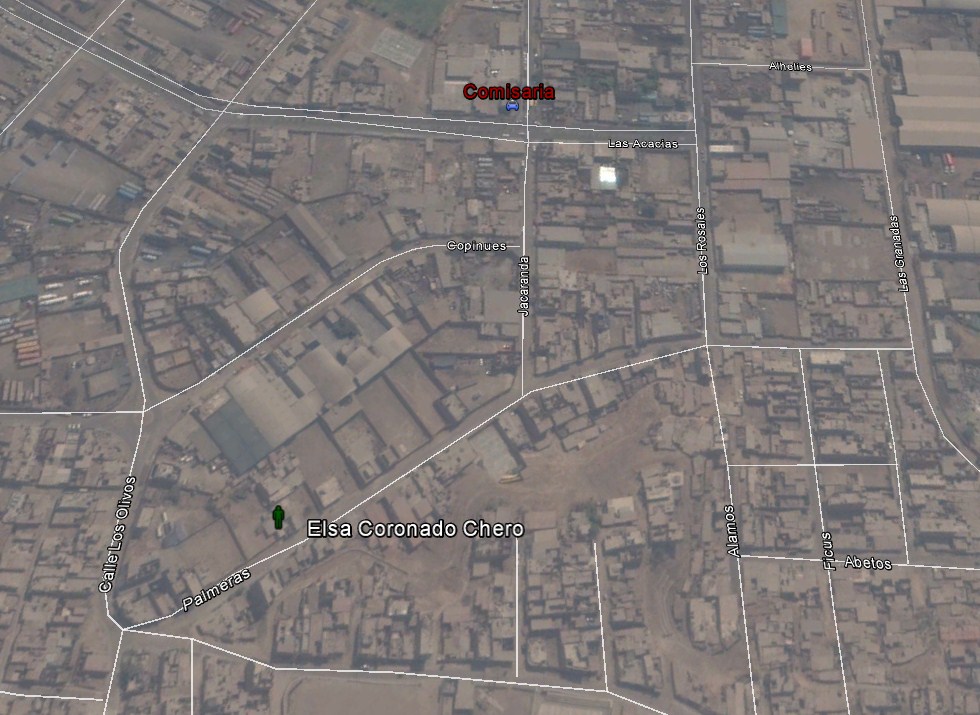 Alhelies
Comisaria
Las Acacias
Copinues
Jacaranda
Los Rosales
Las Granadas
Calle Los Olivos
Elsa Coronado Chero
Palmeras
Alamos
Ficus
Abetos